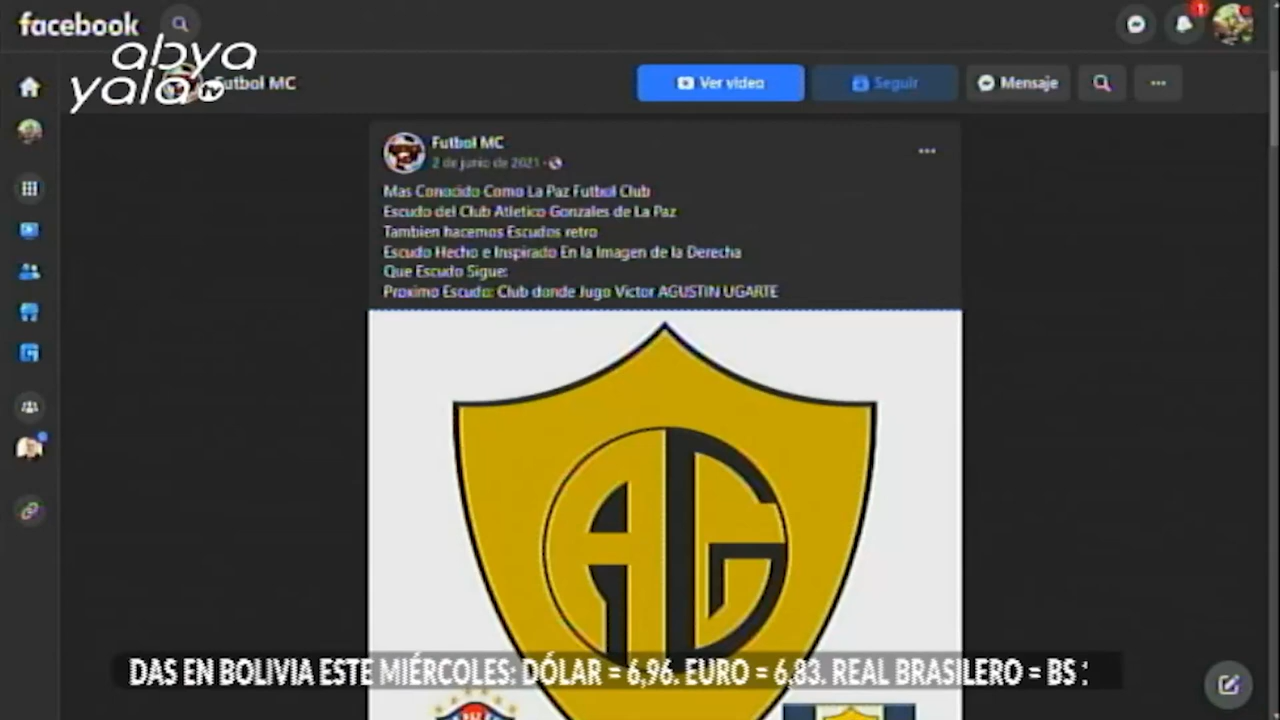 facebook
abya
yala tv
Futbol MC
Ver video
Seguir
Mensaje
1
Futbol MC
2 de junio de 2021
Mas Conocido Como La Paz Futbol Club
Escudo del Club Atletico Gonzales de La Paz
Tambien hacemos Escudos retro
Escudo Hecho e Inspirado En la Imagen de la Derecha
Que Escudo Sigue:
Proximo Escudo: Club donde Jugo Victor AGUSTIN UGARTE
AG
DAS EN BOLIVIA ESTE MIÉRCOLES: DÓLAR = 6,96. EURO = 6.83. REAL BRASILERO = BS